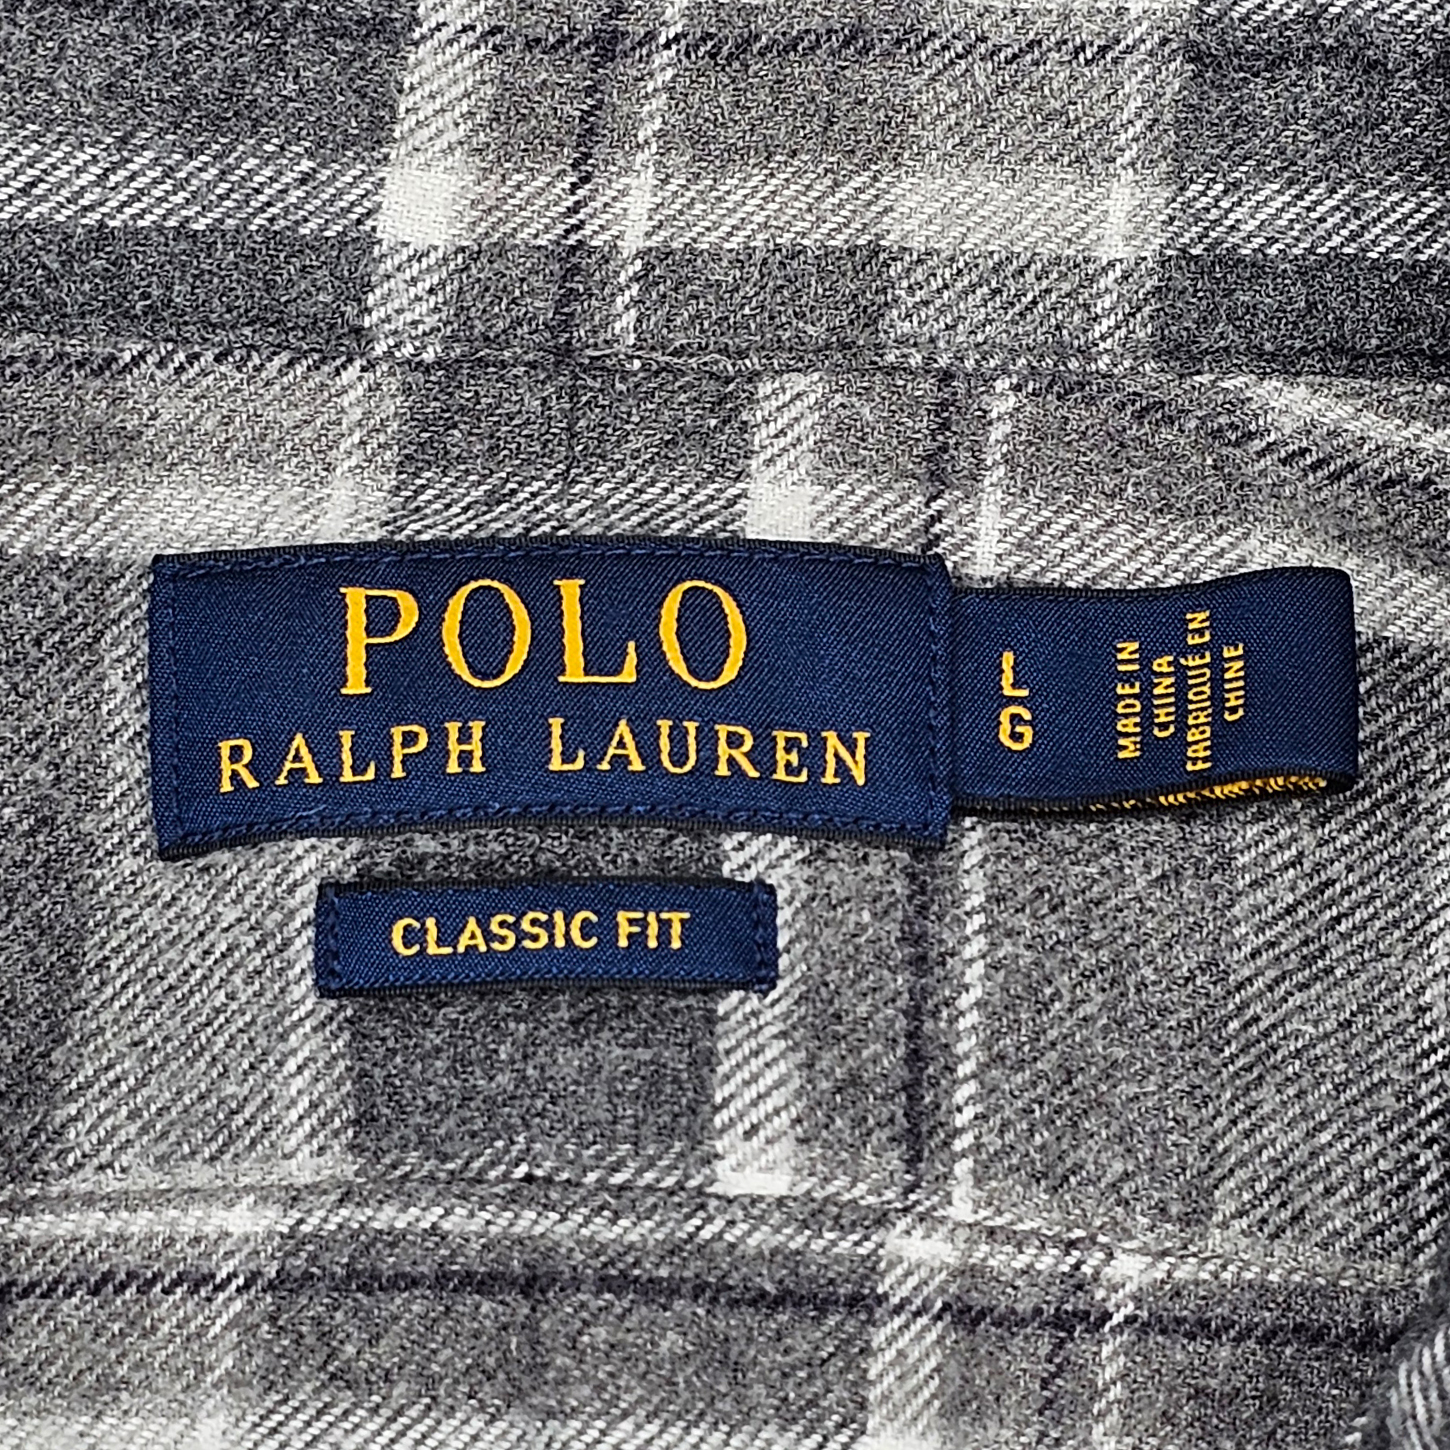 POLO
RALPH LAUREN
L
G
MADE IN
CHINA
FABRIQUÉ EN
CHINE
CLASSIC FIT